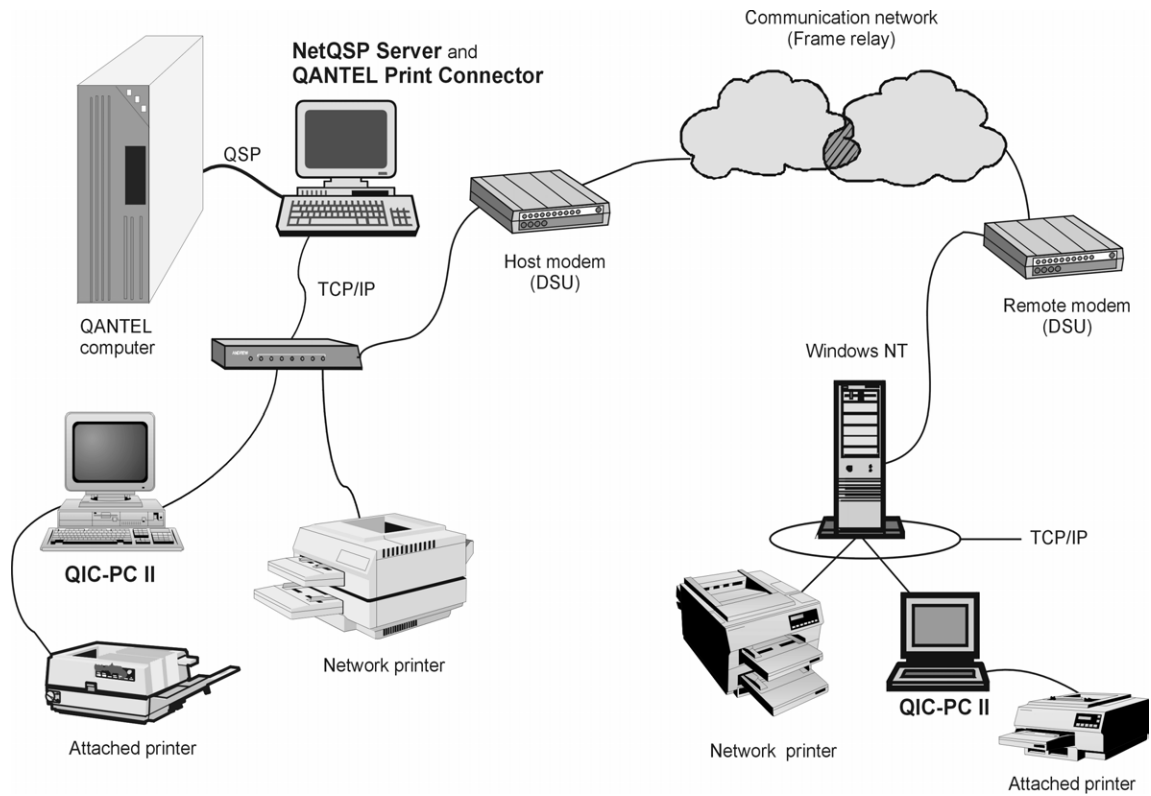 Communication network
(Frame relay)
NetQSP Server and
QANTEL Print Connector
QSP
Host modem
(DSU)
TCP/IP
Remote modem
(DSU)
QANTEL
computer
Windows NT
TCP/IP
QIC-PC II
Network printer
QIC-PC II
Attached printer
Network printer
Attached printer